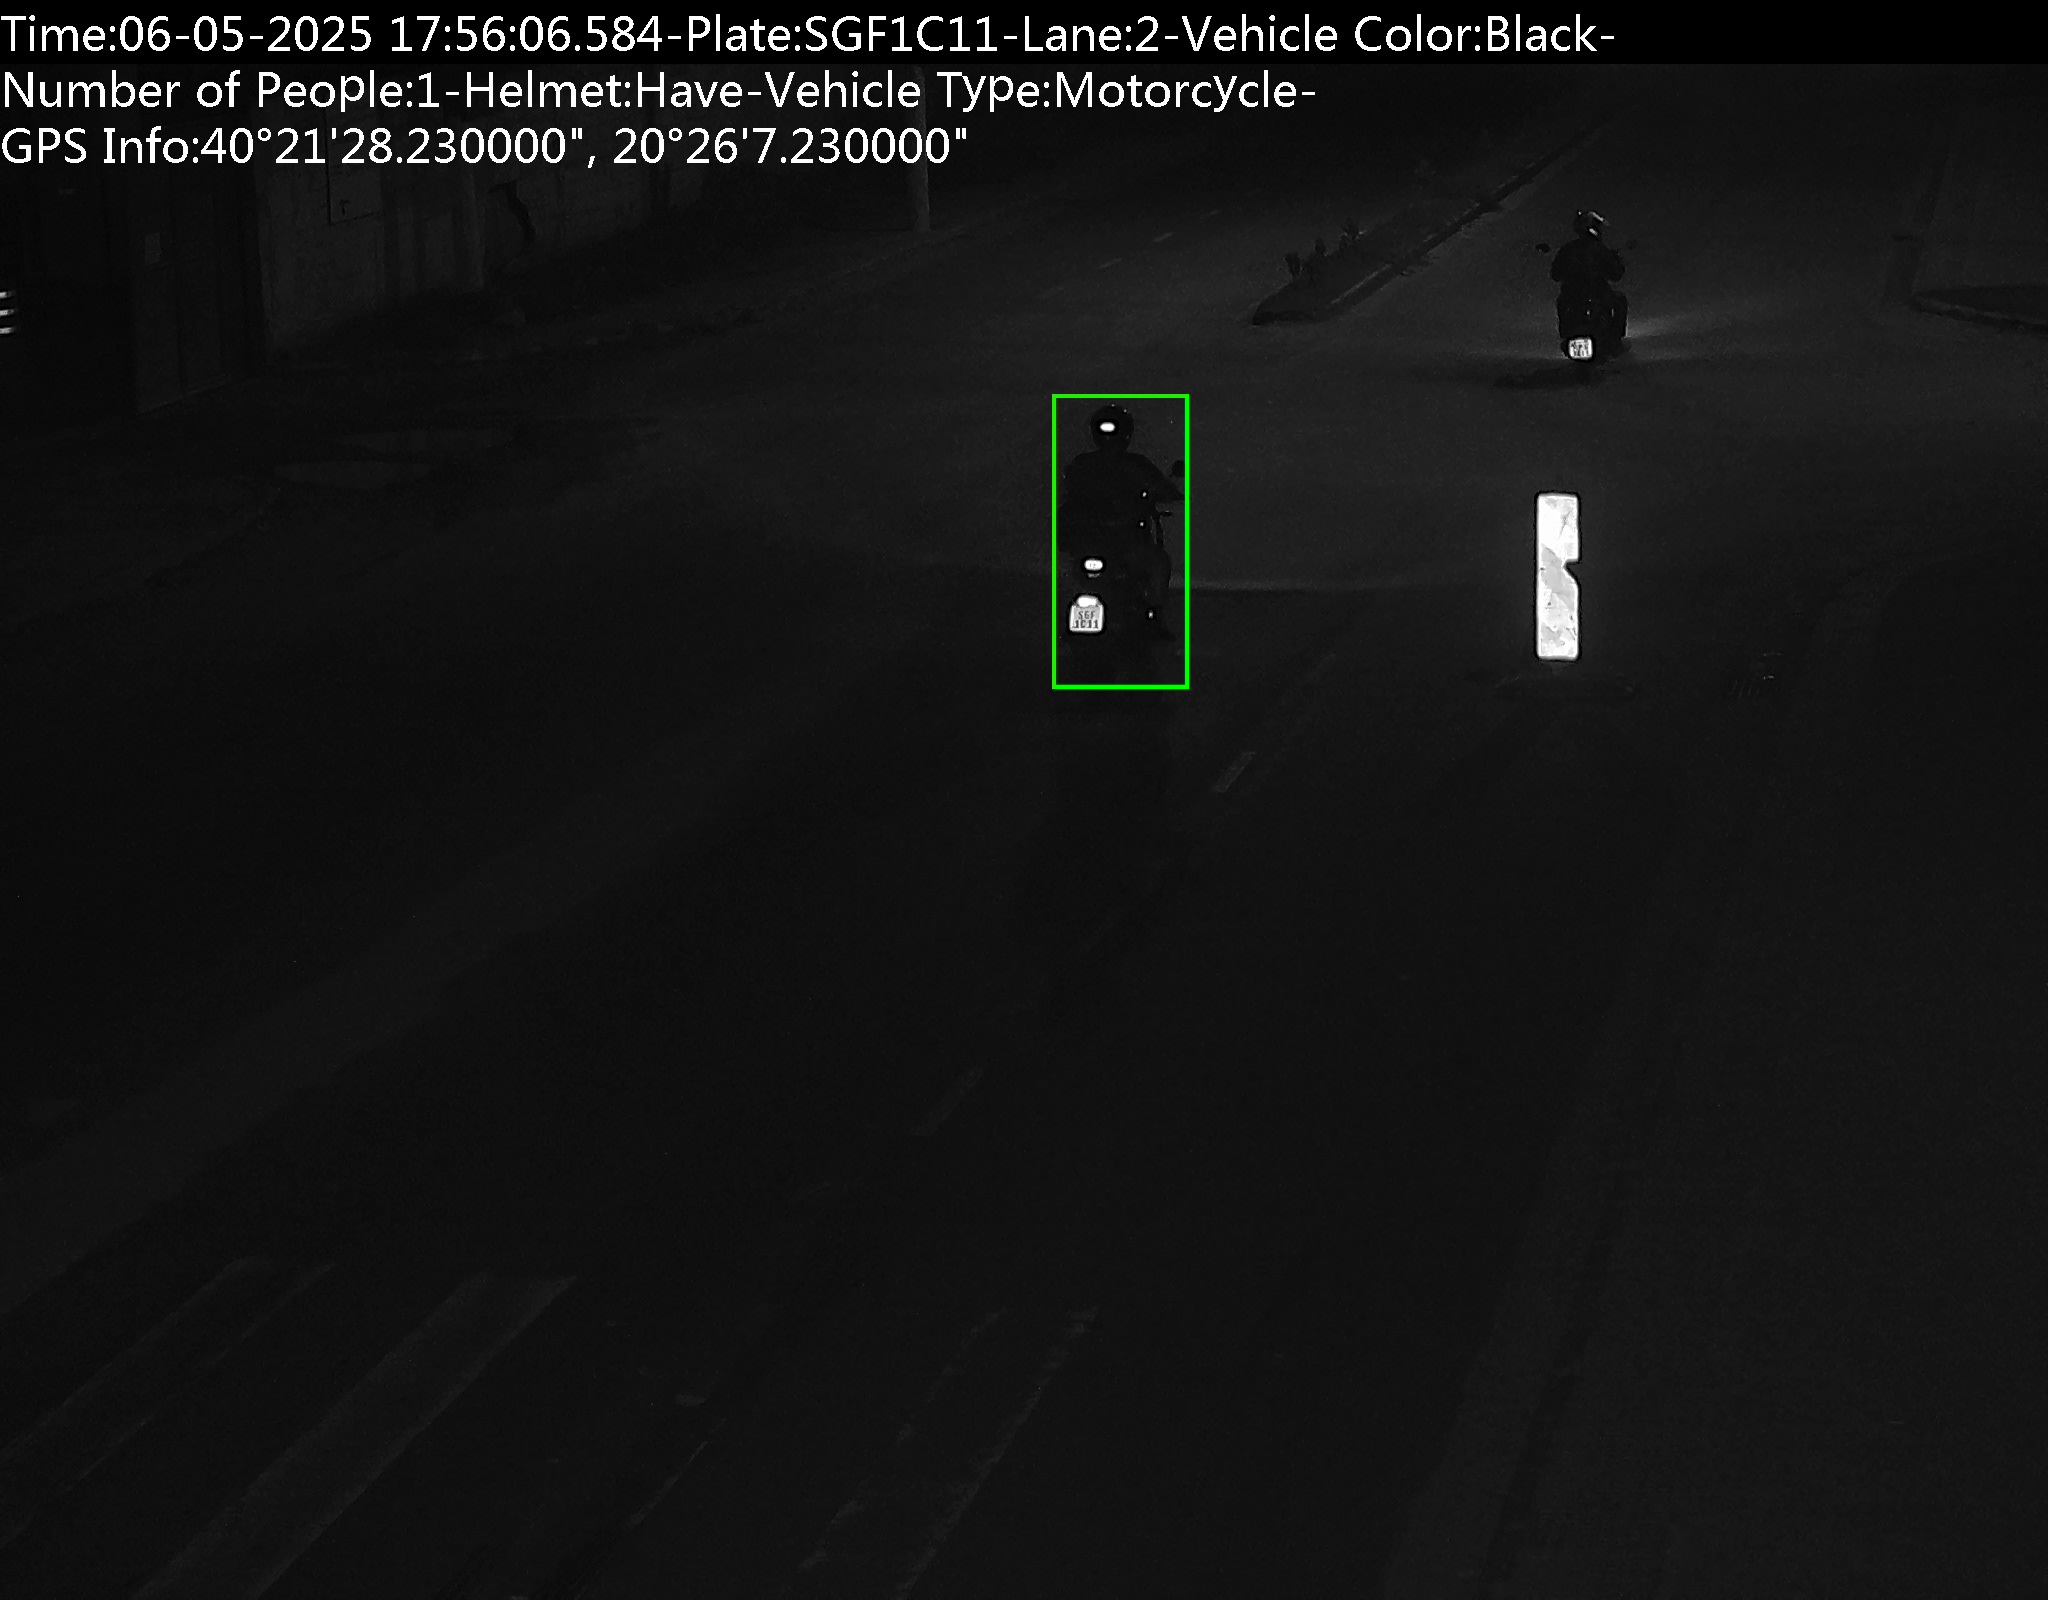 Time:06-05-2025 17:56:06.584-Plate:SGF1C11-Lane:2-Vehicle Color:Black-
Number of People:1-Helmet:Have-Vehicle Type:Motorcycle-
GPS Info:40°21'28.230000", 20°26'7.230000"
SGF
1C11